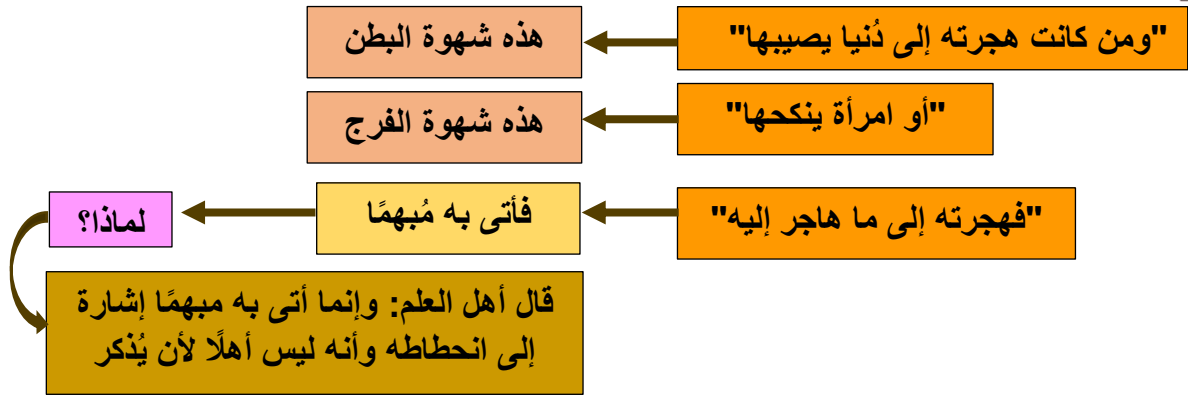 "ومن كانت هجرته إلى دُنيا يصيبها"
هذه شهوة البطن
"أو امرأة ينكحها"
هذه شهوة الفرج
"فهجرته إلى ما هاجر إليه"
فأتى به مُبهمًا
لماذا؟
قال أهل العلم: وإنما أتى به مبهمًا إشارة
إلى انحطاطه وأنه ليس أهلًا لأن يُذكر